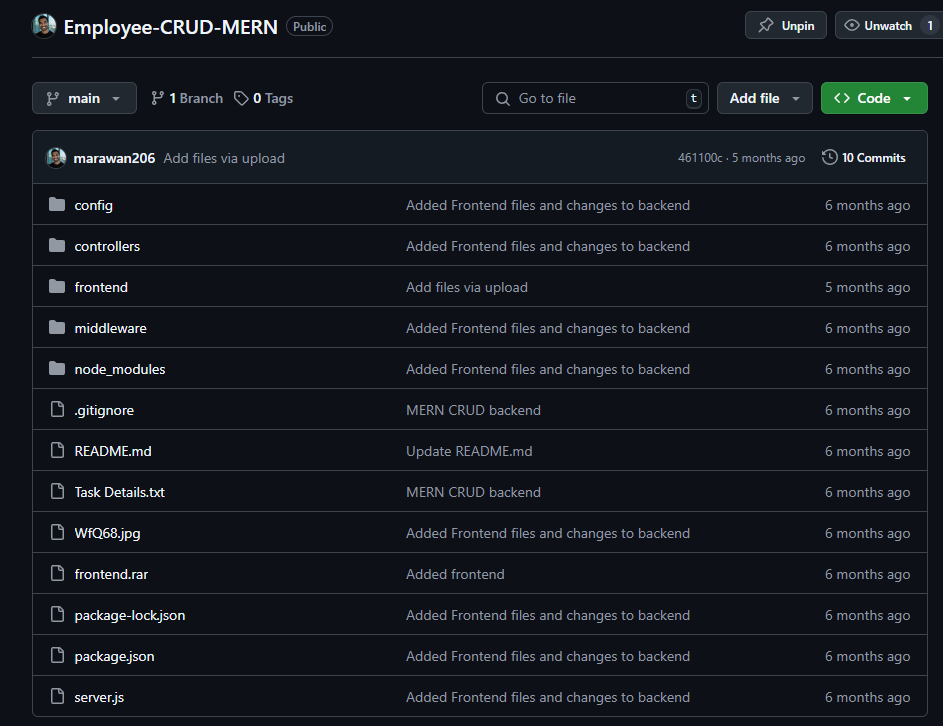 Employee-CRUD-MERN Public Unpin Unwatch 1
main 1 Branch 0 Tags Go to file t Add file Code
marawan206 Add files via upload 461100c · 5 months ago 10 Commits
config Added Frontend files and changes to backend 6 months ago
controllers Added Frontend files and changes to backend 6 months ago
frontend Add files via upload 5 months ago
middleware Added Frontend files and changes to backend 6 months ago
node_modules Added Frontend files and changes to backend 6 months ago
.gitignore MERN CRUD backend 6 months ago
README.md Update README.md 6 months ago
Task Details.txt MERN CRUD backend 6 months ago
WfQ68.jpg Added Frontend files and changes to backend 6 months ago
frontend.rar Added frontend 6 months ago
package-lock.json Added Frontend files and changes to backend 6 months ago
package.json Added Frontend files and changes to backend 6 months ago
server.js Added Frontend files and changes to backend 6 months ago